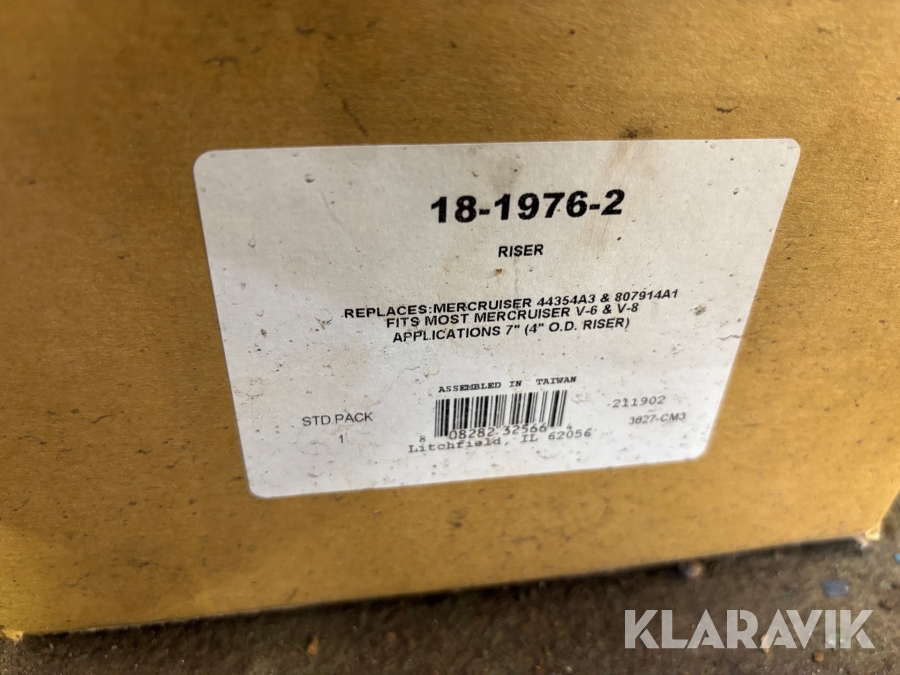 18-1976-2
RISER
REPLACES:MERCRUISER 44354A3 & 807914A1
FITS MOST MERCRUISER V-6 & V-8
APPLICATIONS 7" (4" O.D. RISER)
ASSEMBLED IN TAIWAN
STD.PACK
1
211902
3827-CM3
8 08282 32566 4
Litchfield, IL 62056
KLARAVIK